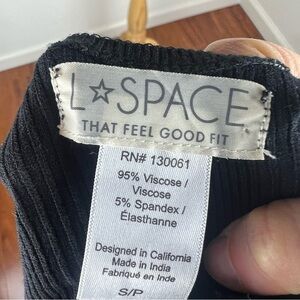 L☆SPACE
THAT FEEL GOOD FIT
RN# 130061
95% Viscose /
Viscose
5% Spandex /
Élasthanne
Designed in California
Made in India
Fabriqué en Inde
S/P